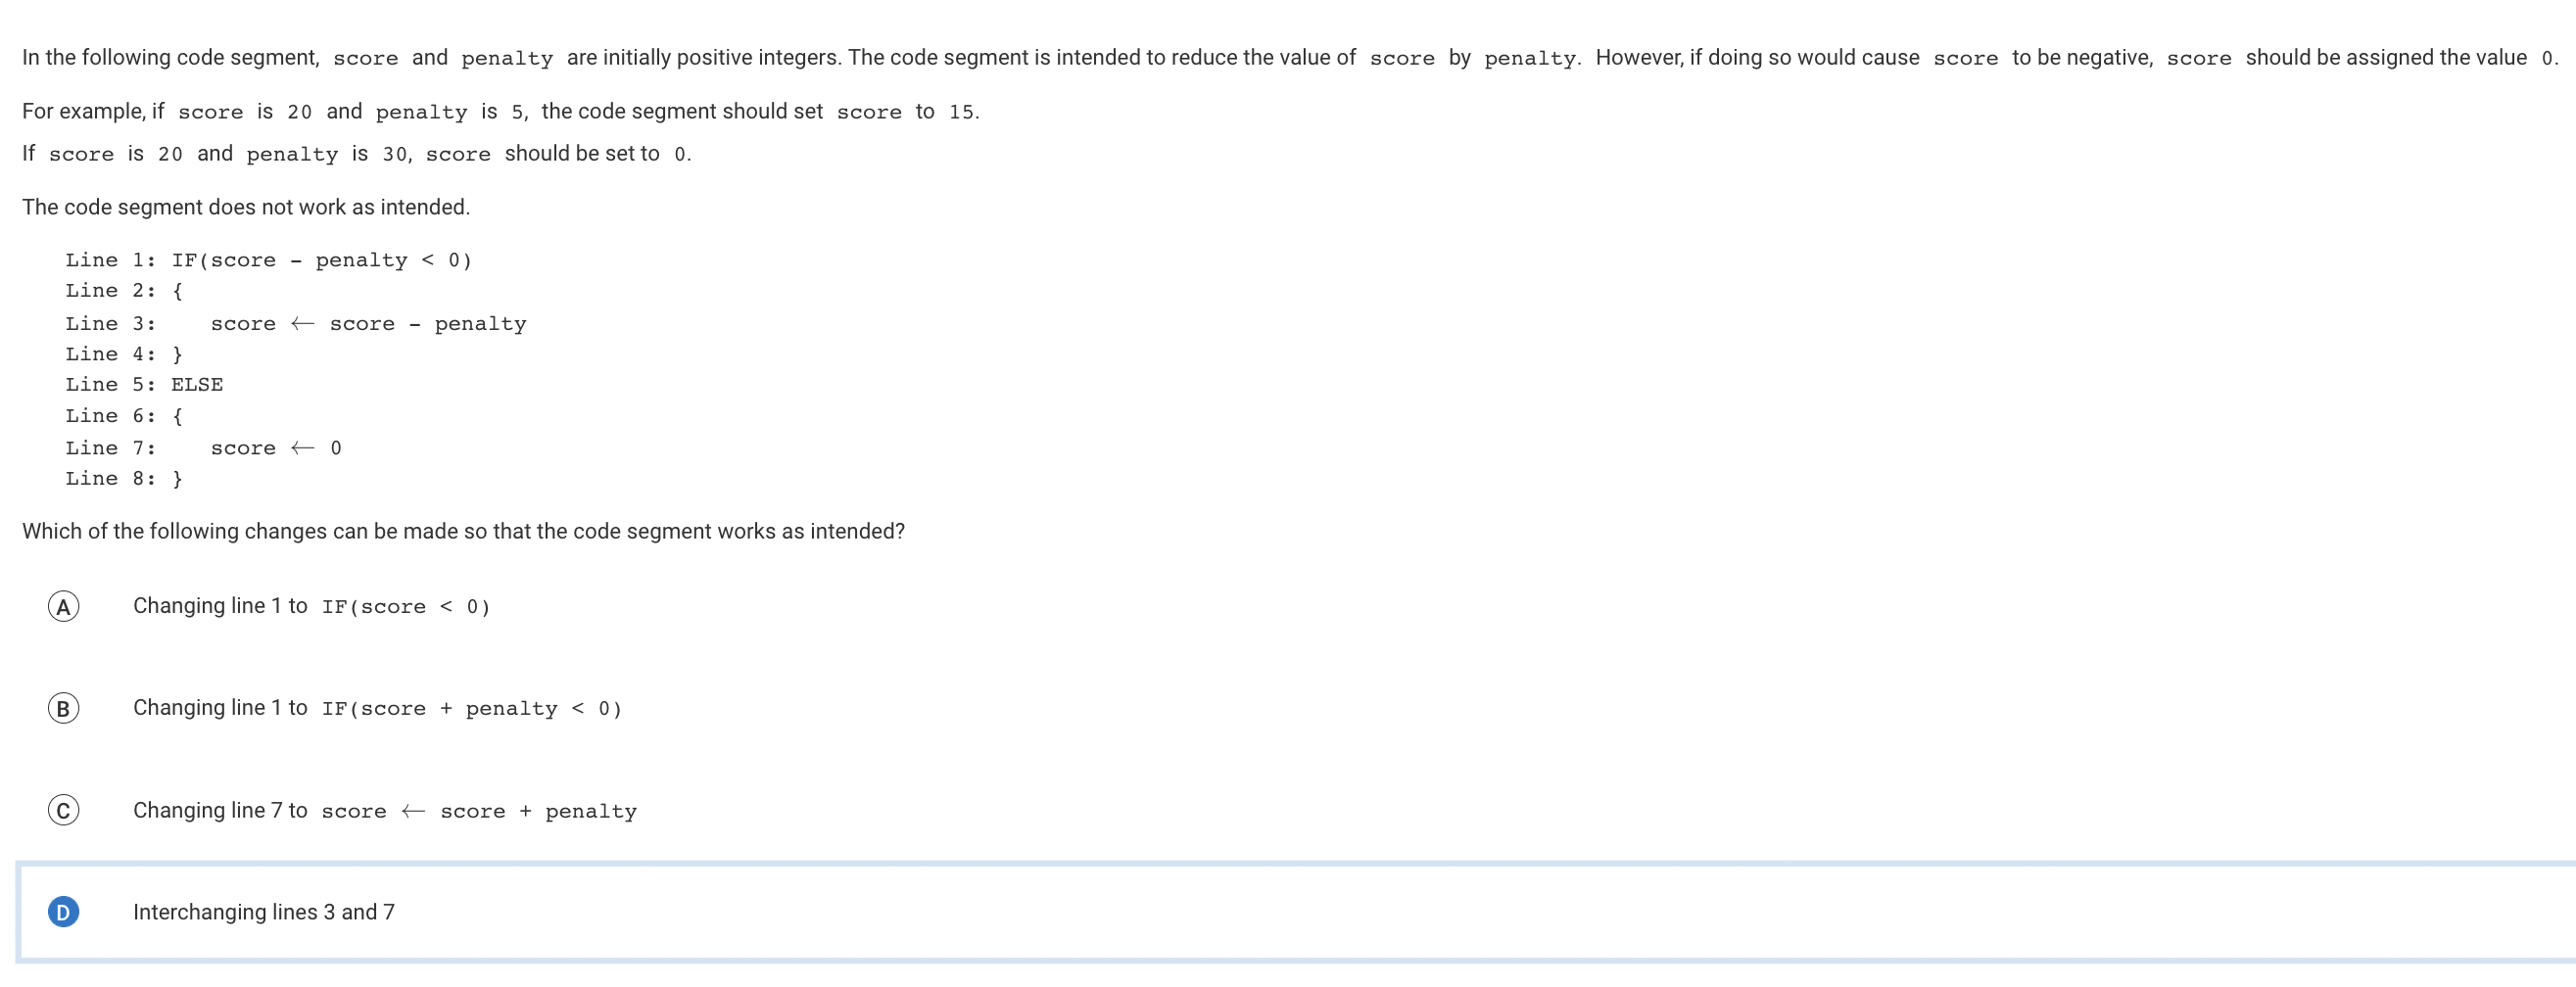 In the following code segment, score and penalty are initially positive integers. The code segment is intended to reduce the value of score by penalty. However, if doing so would cause score to be negative, score should be assigned the value 0.
For example, if score is 20 and penalty is 5, the code segment should set score to 15.
If score is 20 and penalty is 30, score should be set to 0.
The code segment does not work as intended.
Line 1: IF(score - penalty < 0)
Line 2: {
Line 3: score ← score - penalty
Line 4: }
Line 5: ELSE
Line 6: {
Line 7: score ← 0
Line 8: }
Which of the following changes can be made so that the code segment works as intended?
A Changing line 1 to IF(score < 0)
B Changing line 1 to IF(score + penalty < 0)
C Changing line 7 to score ← score + penalty
D Interchanging lines 3 and 7